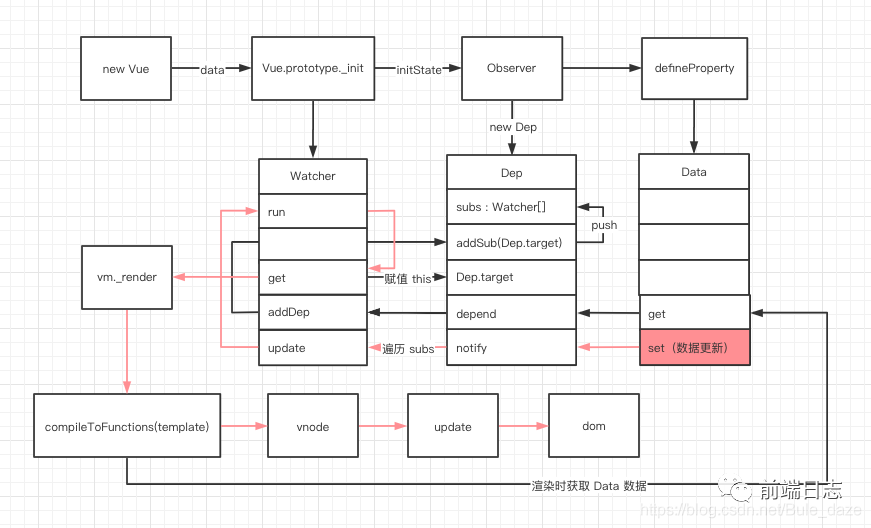 new Vue
data
Vue.prototype._init
initState
Observer
defineProperty
new Dep
Watcher
Dep
Data
run
subs : Watcher[]
push
addSub(Dep.target)
vm._render
get
赋值 this
Dep.target
addDep
depend
get
update
遍历 subs
notify
set（数据更新）
compileToFunctions(template)
vnode
update
dom
渲染时获取 Data 数据
前端日志
https://blog.csdn.net/Bule_daze